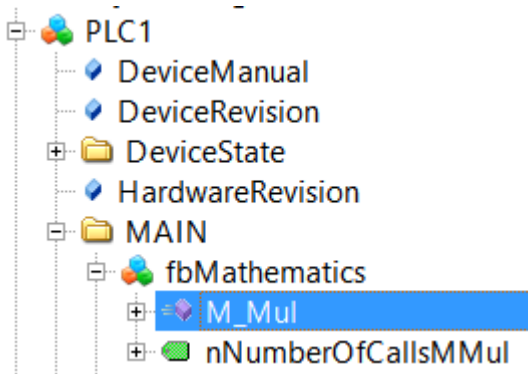 PLC1
DeviceManual
DeviceRevision
DeviceState
HardwareRevision
MAIN
fbMathematics
M_Mul
nNumberOfCallsMMul